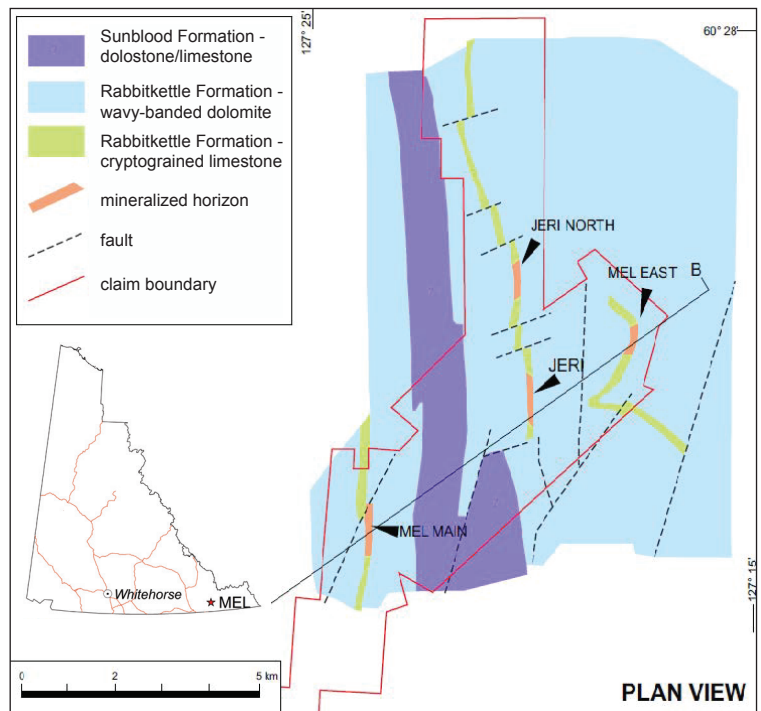 Sunblood Formation -
dolostone/limestone
Rabbitkettle Formation -
wavy-banded dolomite
Rabbitkettle Formation -
cryptograined limestone
mineralized horizon
fault
claim boundary
127° 25'
60° 28'
JERI NORTH
MEL EAST
B
JERI
MEL MAIN
Whitehorse
MEL
127° 15'
0 2 5 km
PLAN VIEW